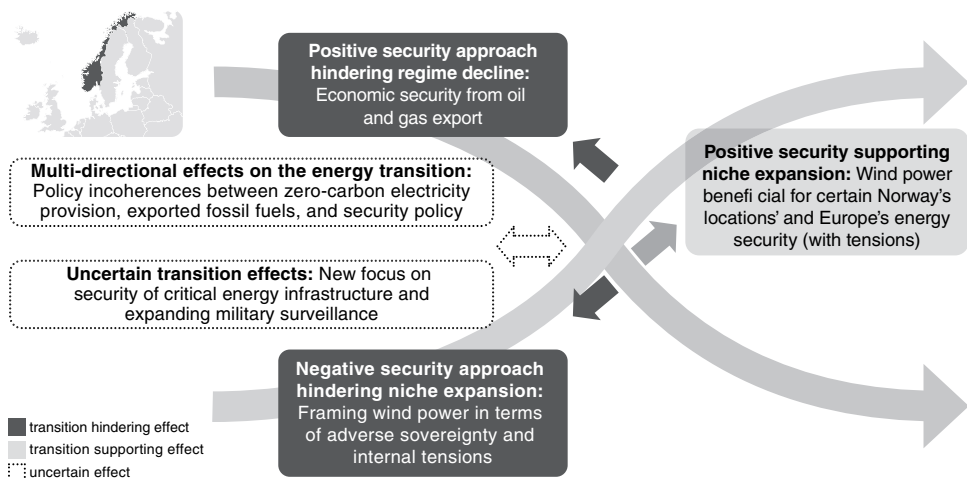 Positive security approach
hindering regime decline:
Economic security from oil
and gas export
Multi-directional effects on the energy transition:
Policy incoherences between zero-carbon electricity
provision, exported fossil fuels, and security policy
Positive security supporting
niche expansion: Wind power
benefi cial for certain Norway's
locations' and Europe's energy
security (with tensions)
Uncertain transition effects: New focus on
security of critical energy infrastructure and
expanding military surveillance
Negative security approach
hindering niche expansion:
Framing wind power in terms
of adverse sovereignty and
internal tensions
transition hindering effect
transition supporting effect
uncertain effect